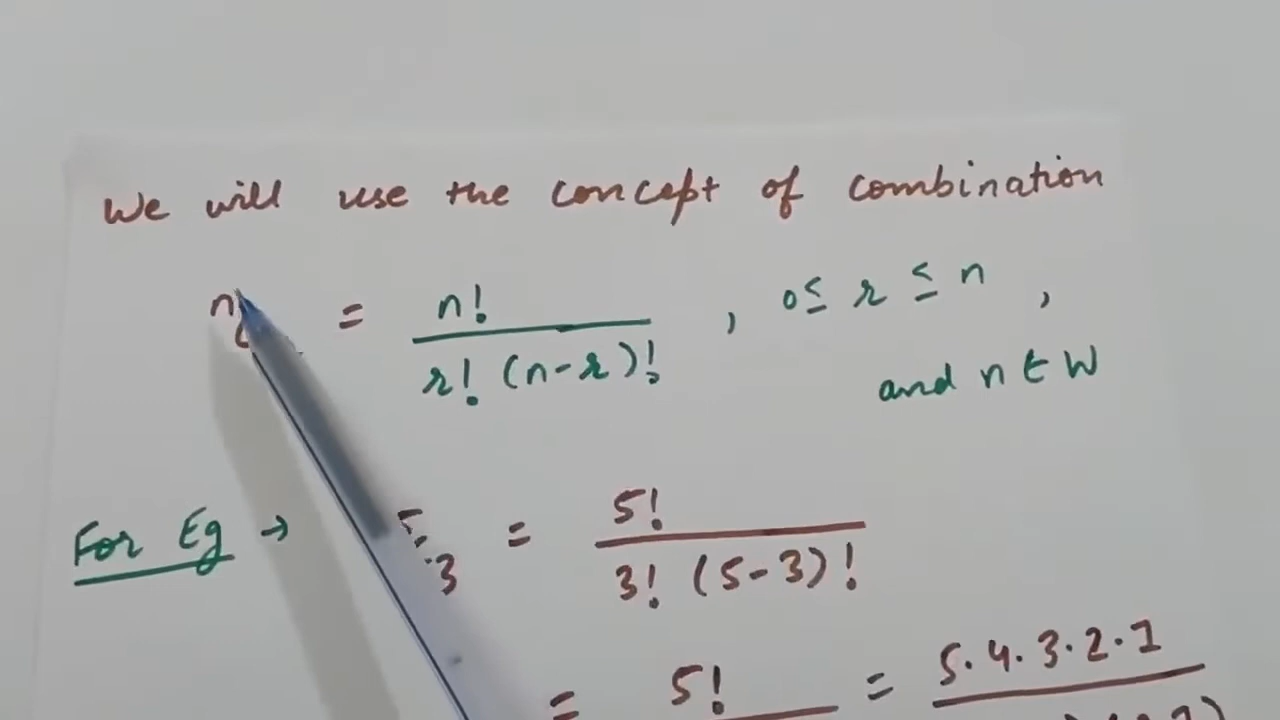 We will use the concept of combination
n = n! / r! (n-r)! , 0 ≤ r ≤ n ,
and n ∈ W
For Eg → 3 = 5! / 3! (5-3)!
= 5! = 5.4.3.2.1